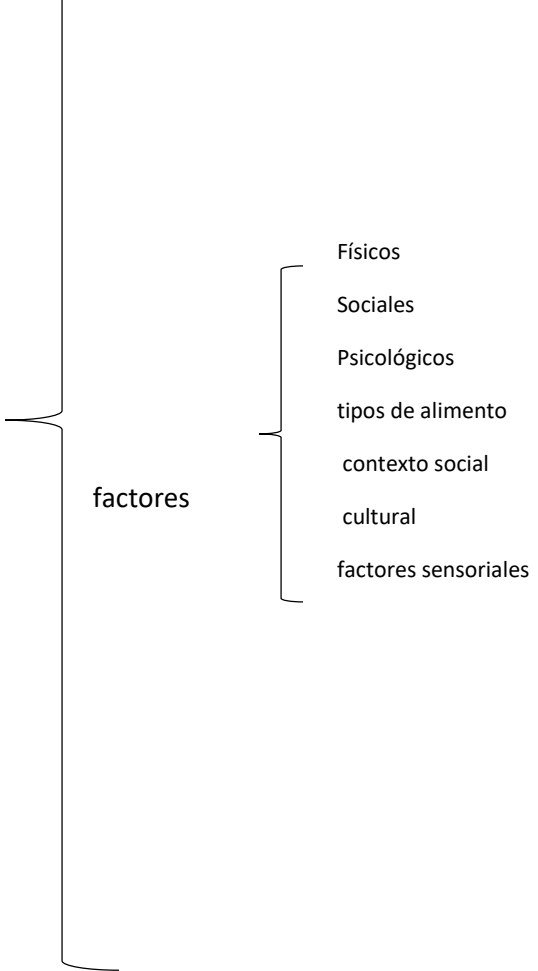 Físicos
Sociales
Psicológicos
tipos de alimento
contexto social
factores
cultural
factores sensoriales